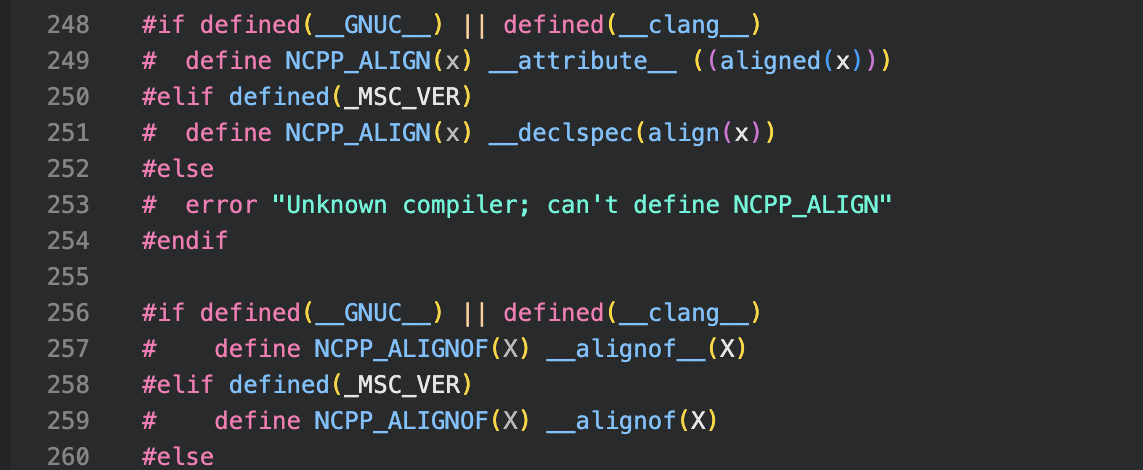 248 #if defined(__GNUC__) || defined(__clang__)
249 #  define NCPP_ALIGN(x) __attribute__ ((aligned(x)))
250 #elif defined(_MSC_VER)
251 #  define NCPP_ALIGN(x) __declspec(align(x))
252 #else
253 #  error "Unknown compiler; can't define NCPP_ALIGN"
254 #endif
255
256 #if defined(__GNUC__) || defined(__clang__)
257 #    define NCPP_ALIGNOF(X) __alignof__(X)
258 #elif defined(_MSC_VER)
259 #    define NCPP_ALIGNOF(X) __alignof(X)
260 #else